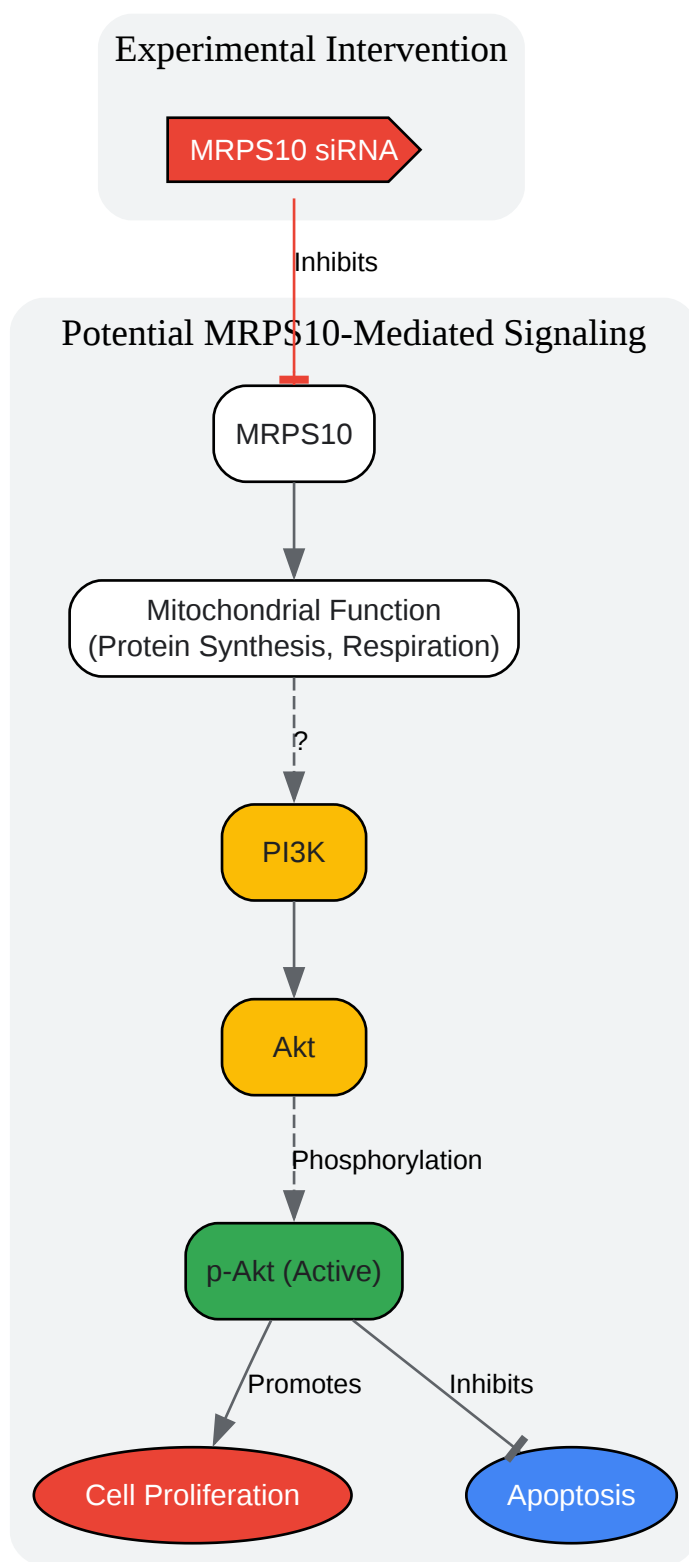 Experimental Intervention
MRPS10 siRNA
Inhibits
Potential MRPS10-Mediated Signaling
MRPS10
Mitochondrial Function
(Protein Synthesis, Respiration)
?
PI3K
Akt
Phosphorylation
p-Akt (Active)
Promotes
Inhibits
Cell Proliferation
Apoptosis